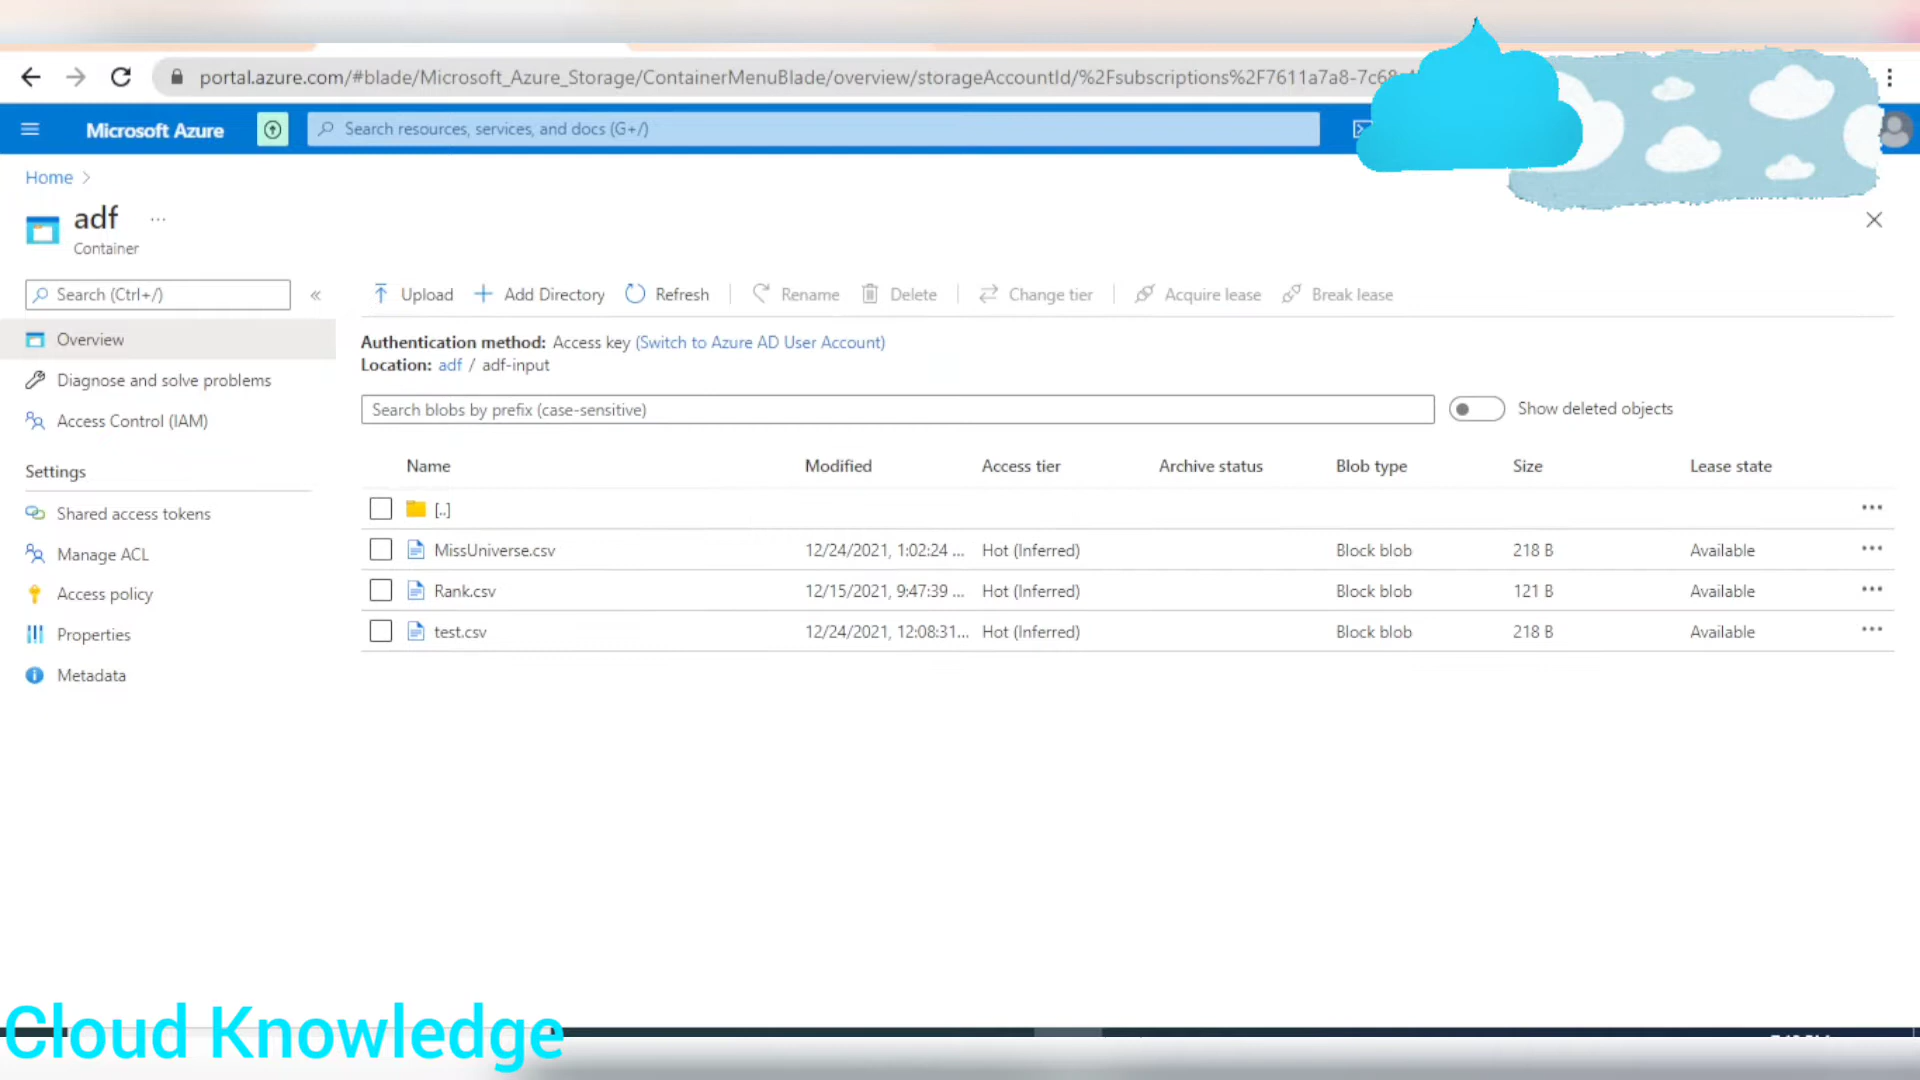 portal.azure.com/#blade/Microsoft_Azure_Storage/ContainerMenuBlade/overview/storageAccountId/%2Fsubscriptions%2F7611a7a8-7c68-
Microsoft Azure
Search resources, services, and docs (G+/)
Home >
adf ...
Container
Search (Ctrl+/) «
Upload Add Directory Refresh Rename Delete Change tier Acquire lease Break lease
Overview
Diagnose and solve problems
Access Control (IAM)
Settings
Shared access tokens
Manage ACL
Access policy
Properties
Metadata
Authentication method: Access key (Switch to Azure AD User Account)
Location: adf / adf-input
Search blobs by prefix (case-sensitive)
Show deleted objects
Name Modified Access tier Archive status Blob type Size Lease state
[..] ...
MissUniverse.csv 12/24/2021, 1:02:24 ... Hot (Inferred) Block blob 218 B Available ...
Rank.csv 12/15/2021, 9:47:39 ... Hot (Inferred) Block blob 121 B Available ...
test.csv 12/24/2021, 12:08:31... Hot (Inferred) Block blob 218 B Available ...
Cloud Knowledge